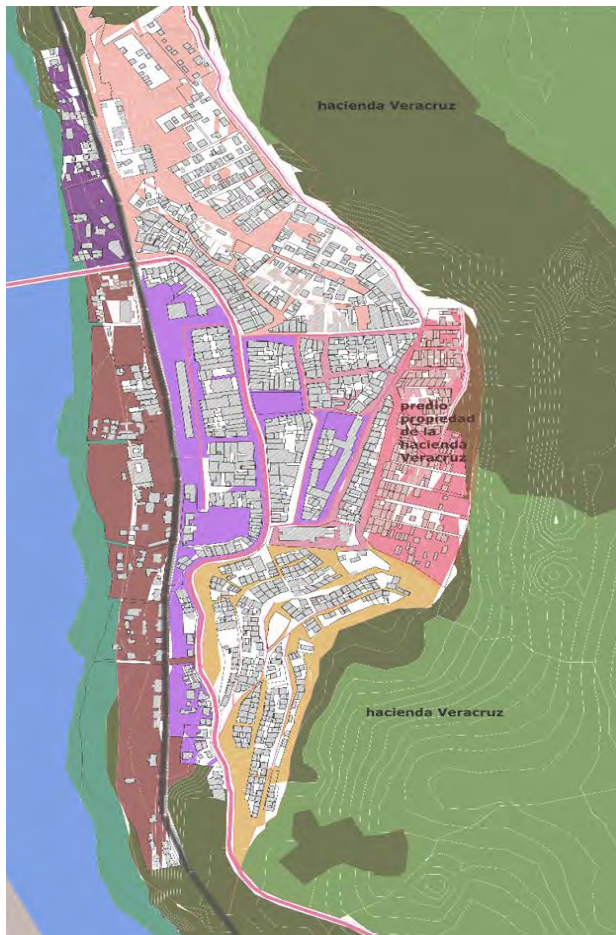 hacienda Veracruz
predio
propiedad
de la
hacienda
Veracruz
hacienda Veracruz